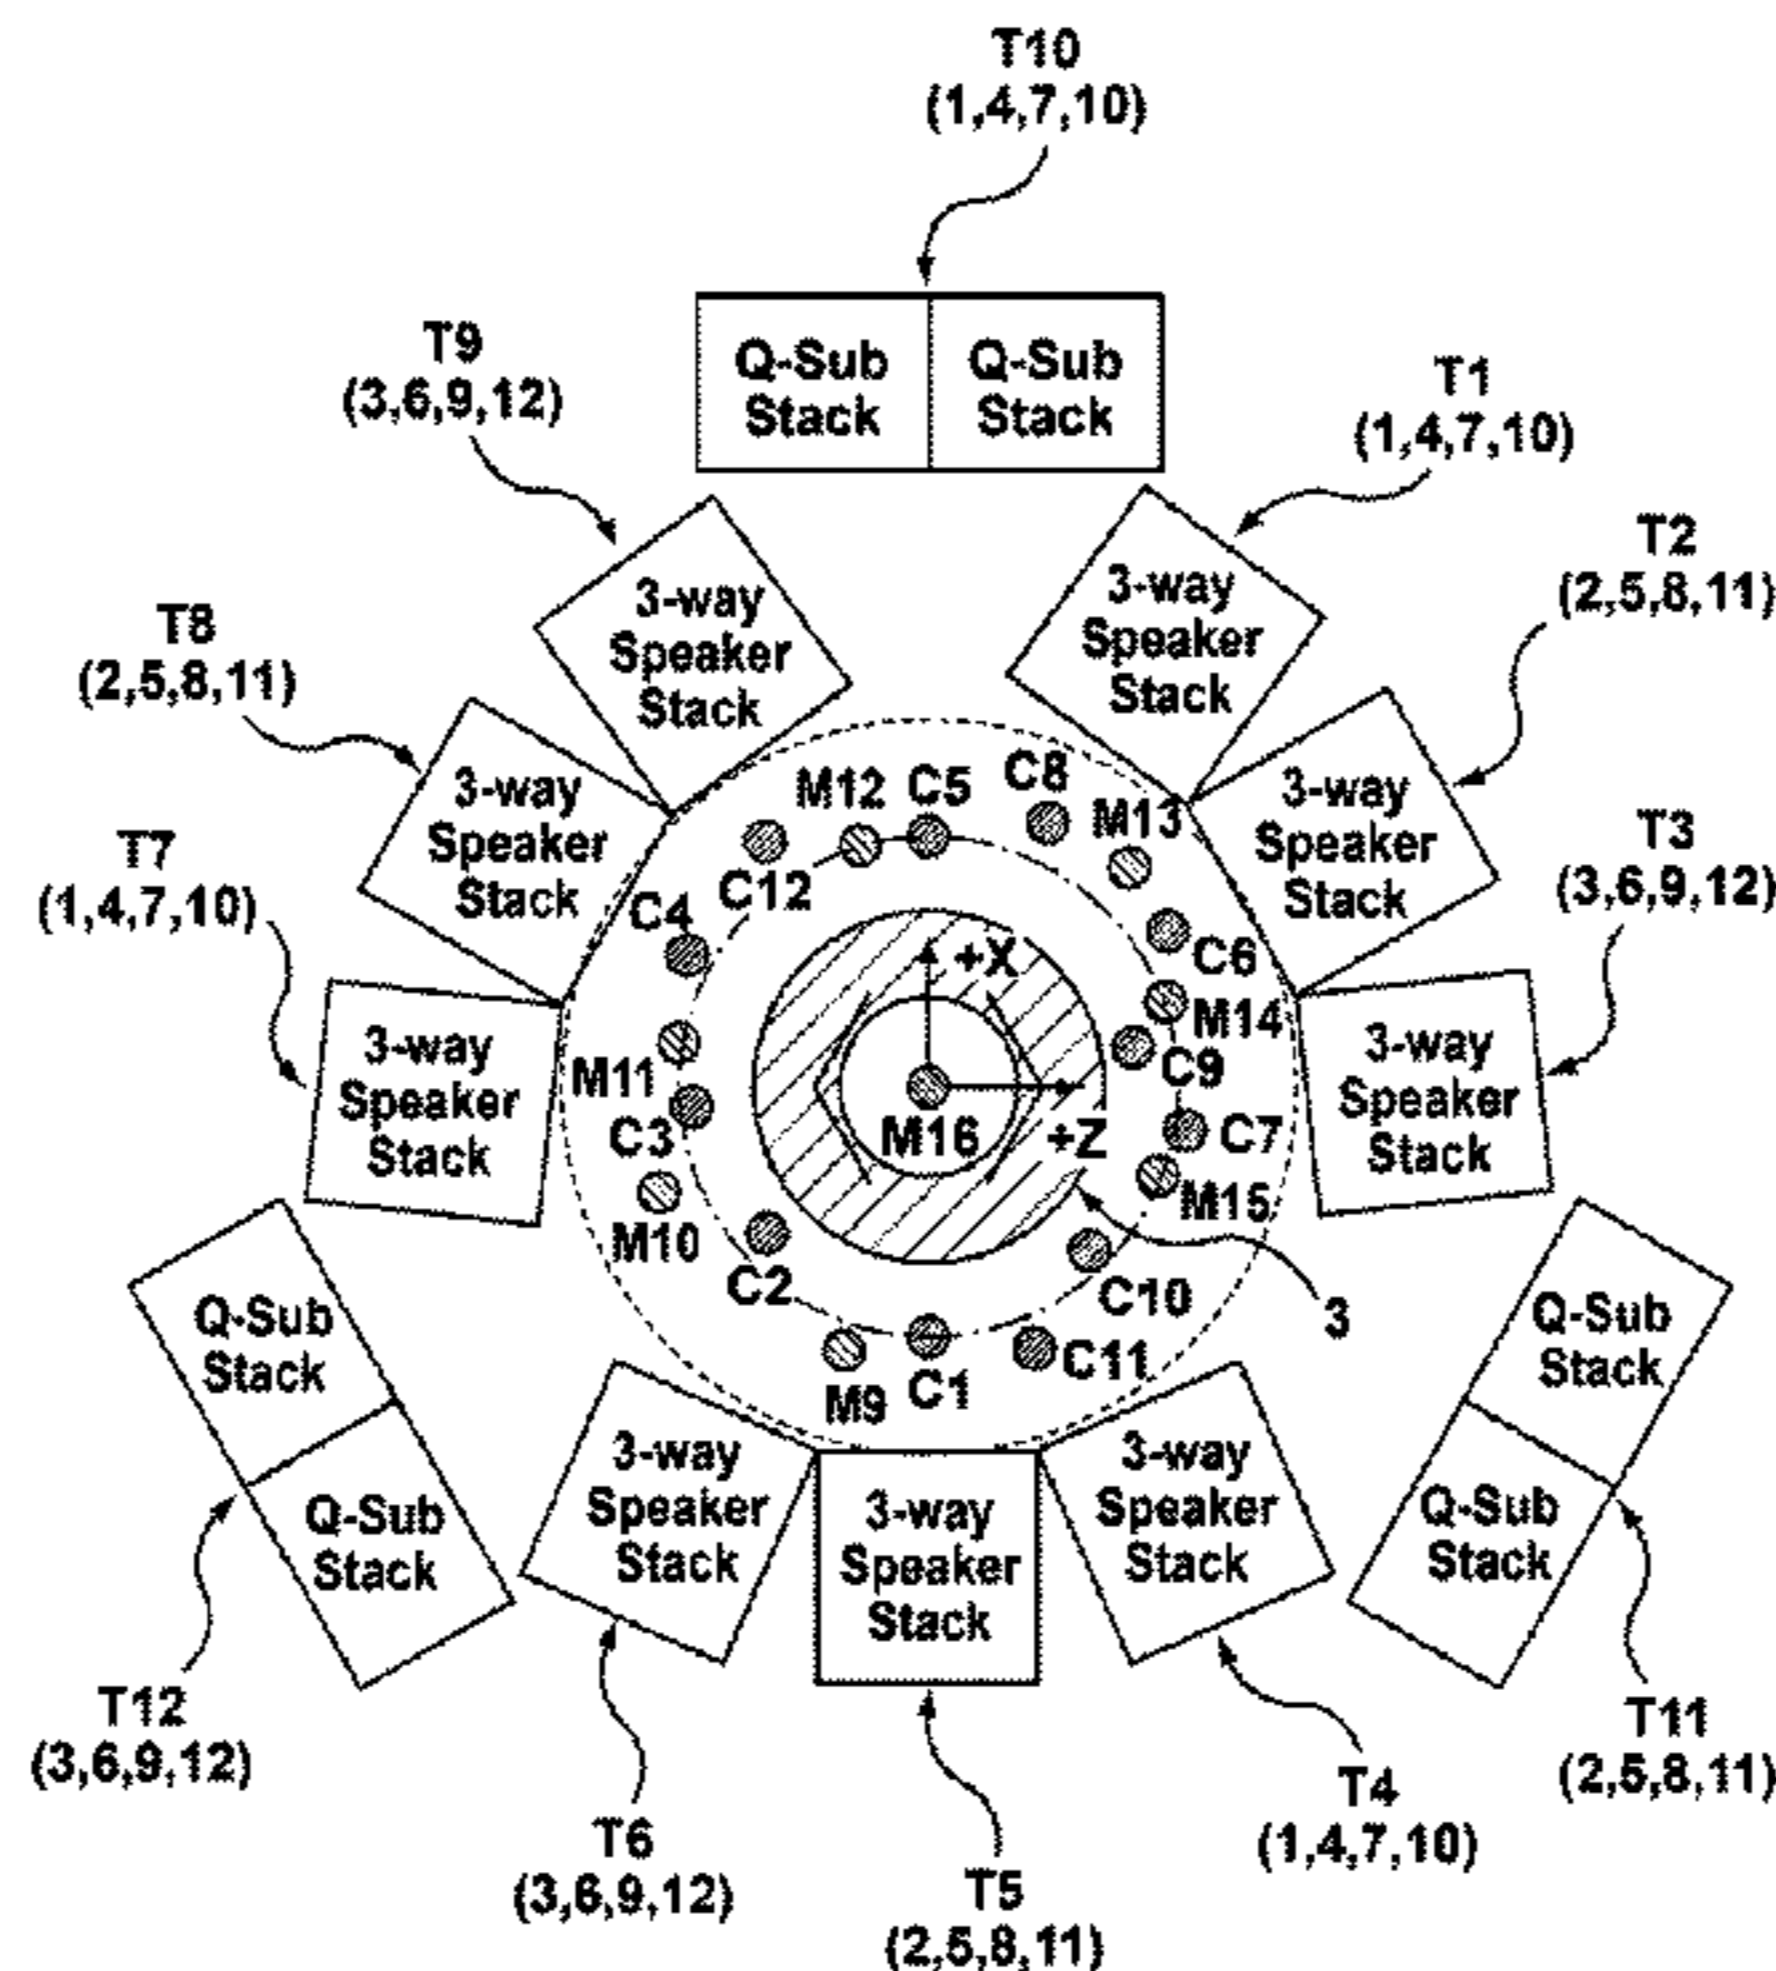 T10
(1,4,7,10)
T9
(3,6,9,12)
Q-Sub
Stack
Q-Sub
Stack
T1
(1,4,7,10)
T2
(2,5,8,11)
T8
(2,5,8,11)
3-way
Speaker
Stack
3-way
Speaker
Stack
T3
(3,6,9,12)
T7
(1,4,7,10)
3-way
Speaker
Stack
3-way
Speaker
Stack
M12
C5
C8
M13
C12
C4
C6
+X
M14
C9
M11
C3
M16
+Z
C7
M15
3-way
Speaker
Stack
3-way
Speaker
Stack
M10
C2
C10
3
M9
C1
C11
Q-Sub
Stack
Q-Sub
Stack
Q-Sub
Stack
Q-Sub
Stack
3-way
Speaker
Stack
3-way
Speaker
Stack
3-way
Speaker
Stack
T12
(3,6,9,12)
T11
(2,5,8,11)
T6
(3,6,9,12)
T4
(1,4,7,10)
T5
(2,5,8,11)